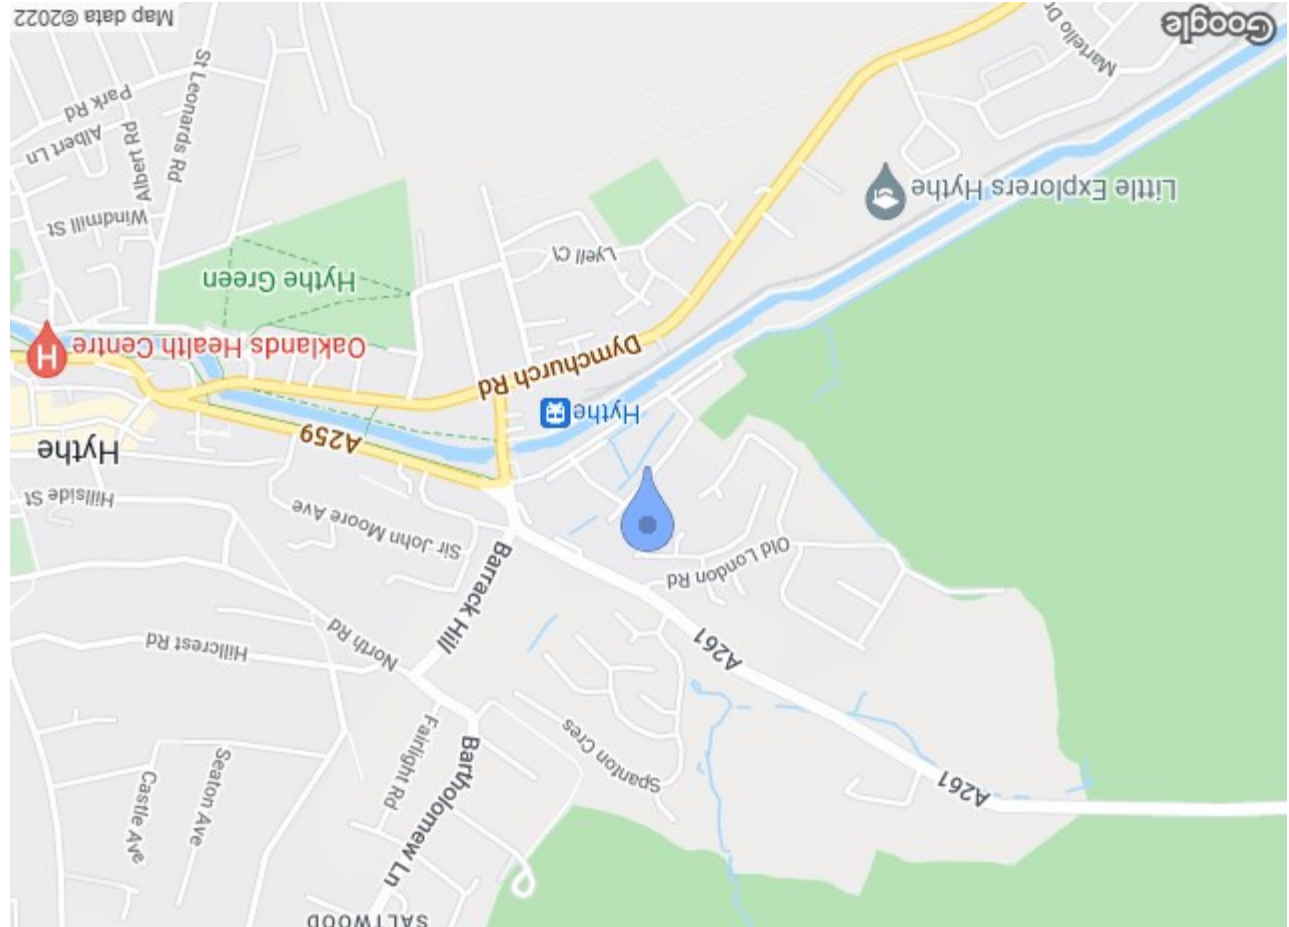 SALTWOOD
Bartholomew Ln
Fairlight Rd
Castle Ave
Seaton Ave
A261
Spanton Cres
Hillcrest Rd
North Rd
A261
Barrack Hill
Old London Rd
Sir John Moore Ave
Hillside St
Hythe
A259
Hythe
Dymchurch Rd
Oaklands Health Centre
H
Hythe Green
Lyell Ct
Windmill St
Little Explorers Hythe
Albert Ln
Albert Rd
St Leonards Rd
Park Rd
Martello Dr
Google
Map data ©2022